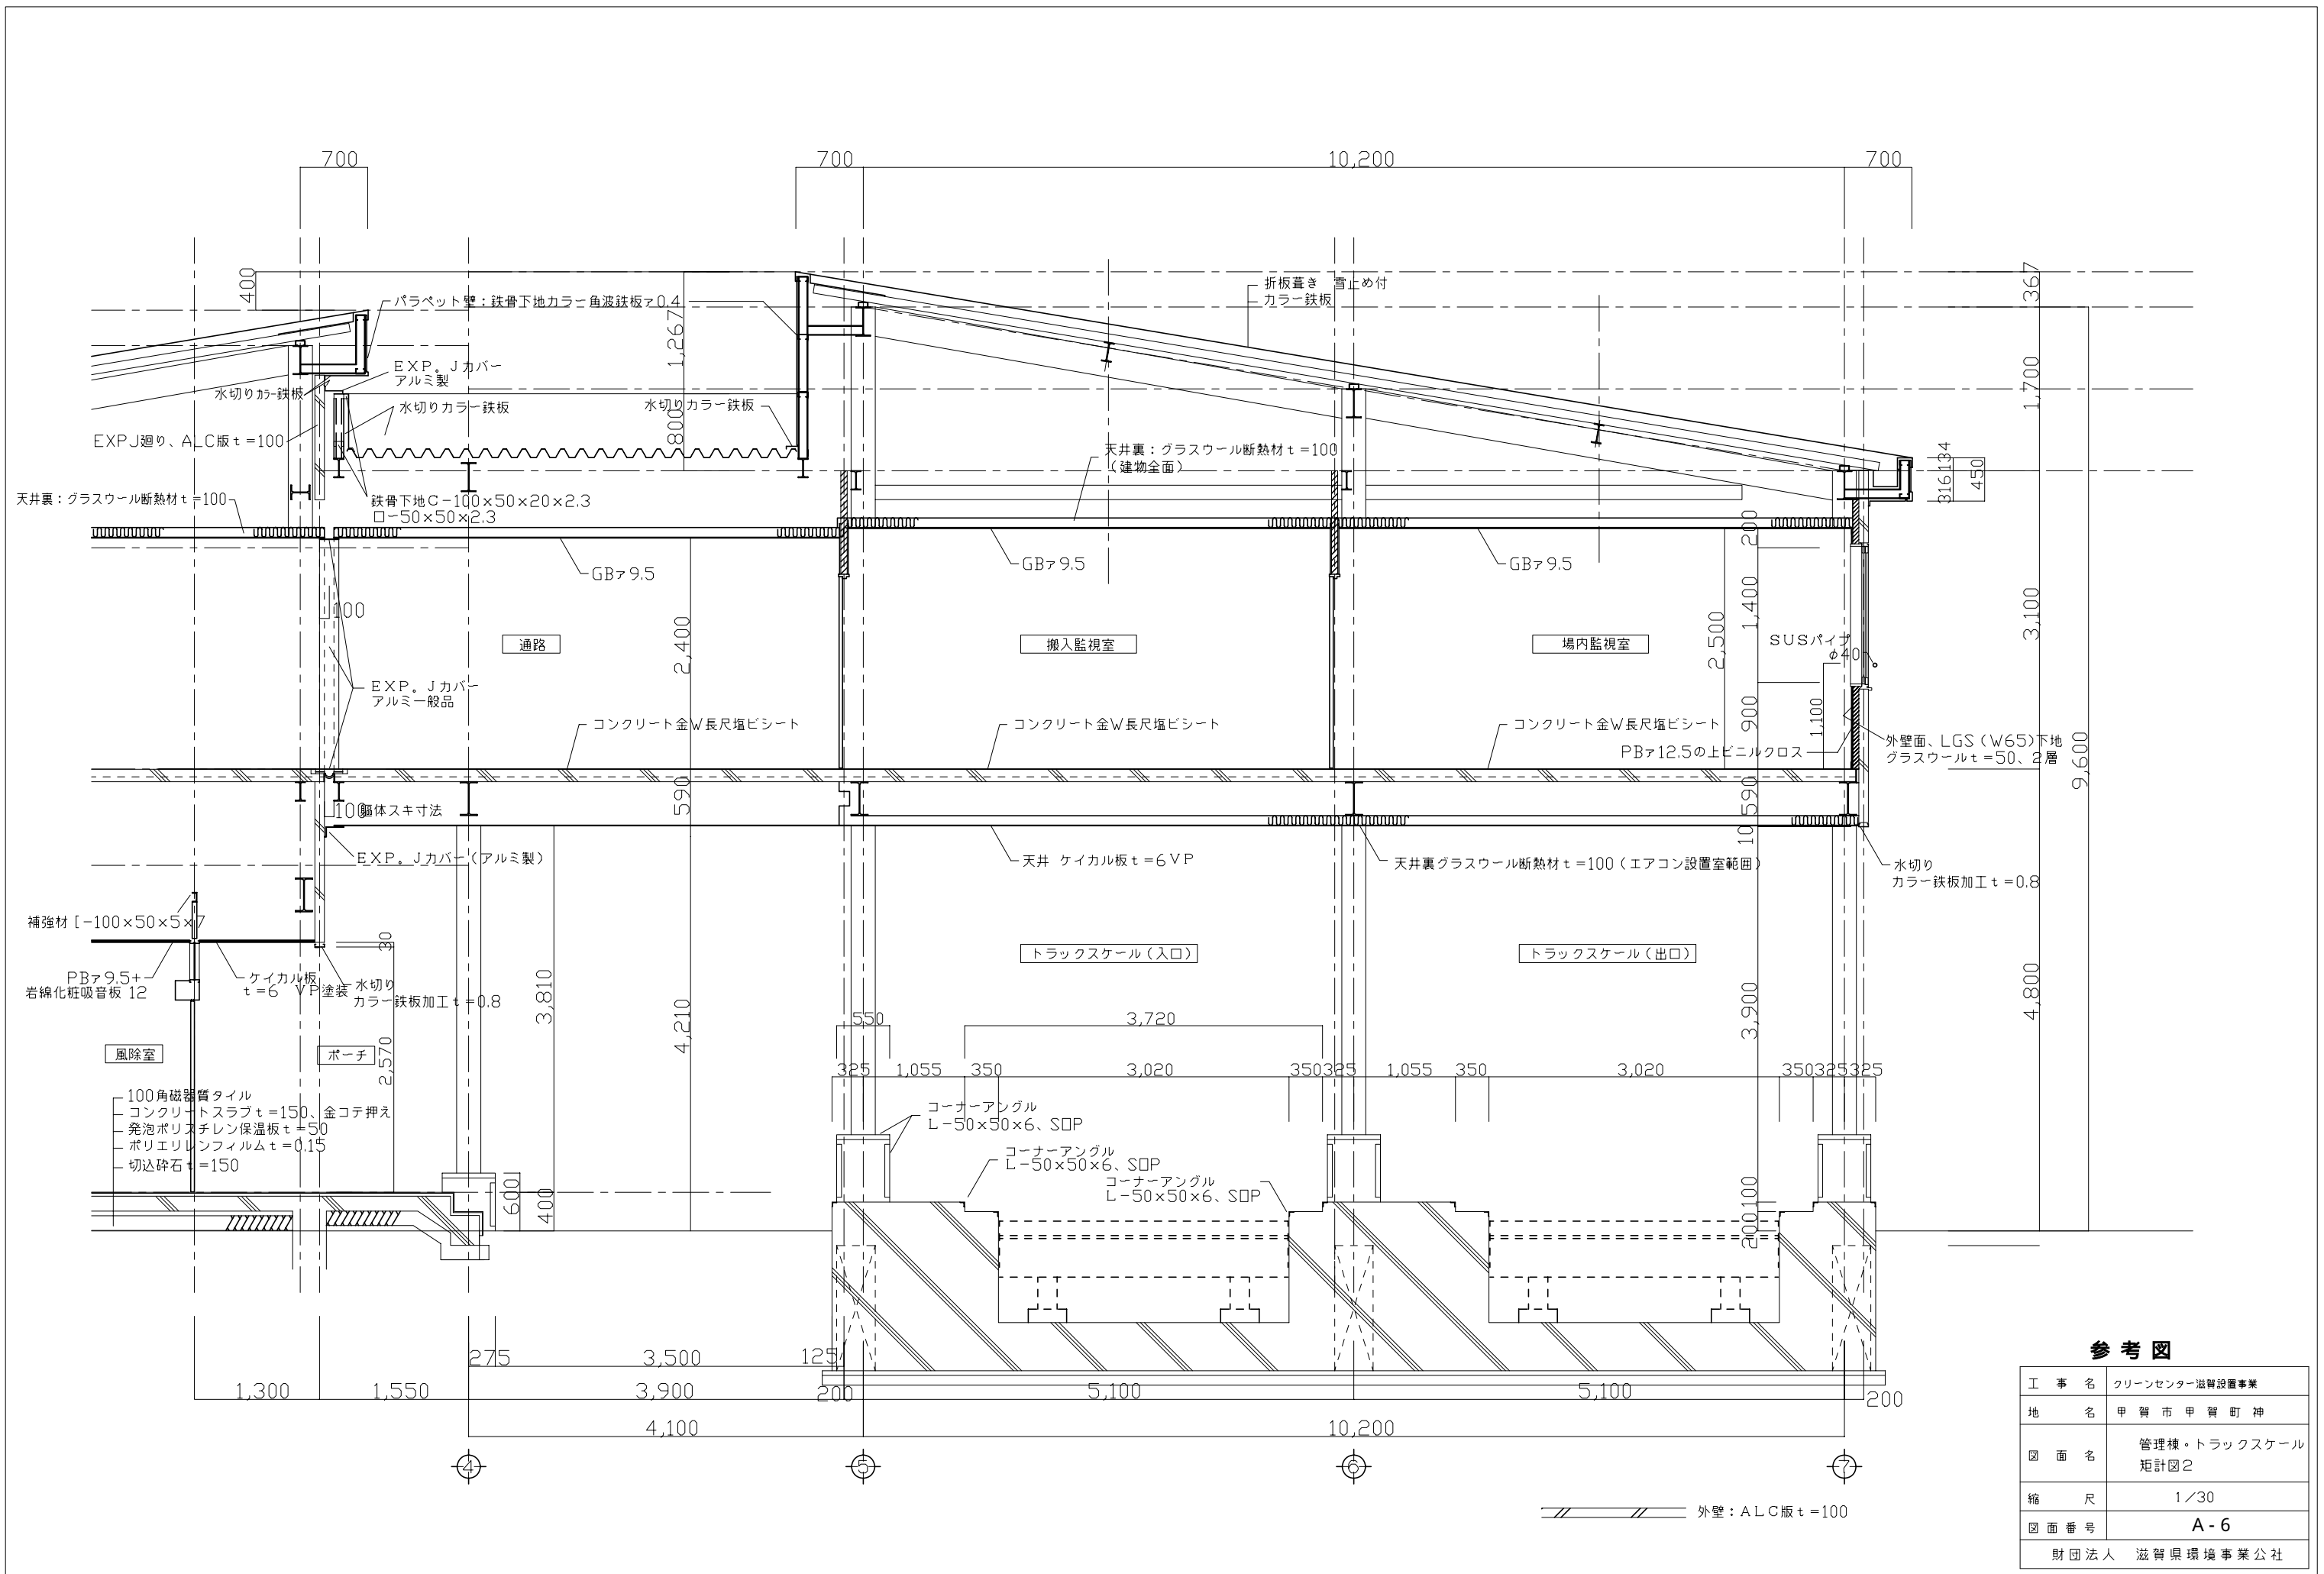 700
700
10,200
700
400
パラペット壁：鉄骨下地カラー角波鉄板ァ0.4
1,267
折板葺き　雪止め付
カラー鉄板
367
EXP。Jカバー
アルミ製
水切りカラー鉄板
水切りカラー鉄板
水切りカラー鉄板
800
1,700
EXPJ廻り、ALC版t=100
天井裏：グラスウール断熱材t=100
（建物全面）
316
134
450
天井裏：グラスウール断熱材t=100
鉄骨下地C-100×50×20×2.3
ロ-50×50×2.3
GBァ9.5
GBァ9.5
GBァ9.5
200
100
通路
2,400
搬入監視室
場内監視室
2,500
1,400
SUSパイプ
φ40
3,100
EXP。Jカバー
アルミ一般品
コンクリート金W長尺塩ビシート
コンクリート金W長尺塩ビシート
コンクリート金W長尺塩ビシート
900
1,100
PBァ12.5の上ビニルクロス
外壁面、LGS（W65)下地
グラスウールt=50、2層
9,600
100
躯体スキ寸法
590
590
10
EXP。Jカバー（アルミ製）
天井 ケイカル板t=6VP
天井裏グラスウール断熱材t=100（エアコン設置室範囲）
水切り
カラー鉄板加工t=0.8
補強材［-100×50×5×7
30
PBァ9.5+
岩綿化粧吸音板 12
ケイカル板
t=6　VP塗装
水切り
カラー鉄板加工t=0.8
3,810
4,210
トラックスケール（入口）
トラックスケール（出口）
3,900
4,800
550
3,720
風除室
ポーチ
2,570
325
1,055
350
3,020
350
325
1,055
350
3,020
350
325
325
100角磁器質タイル
コンクリートスラブt=150、金コテ押え
発泡ポリスチレン保温板t=50
ポリエリレンフィルムt=0.15
切込砕石t=150
コーナーアングル
L-50×50×6、SOP
コーナーアングル
L-50×50×6、SOP
コーナーアングル
L-50×50×6、SOP
600
400
100
200
275
3,500
125
1,300
1,550
3,900
200
5,100
5,100
200
4,100
10,200
4
5
6
7
外壁：ALC版t=100
参考図
工事名　クリーンセンター滋賀設置事業
地名　甲賀市甲賀町神
図面名　管理棟・トラックスケール
矩計図2
縮尺　1/30
図面番号　A-6
財団法人　滋賀県環境事業公社